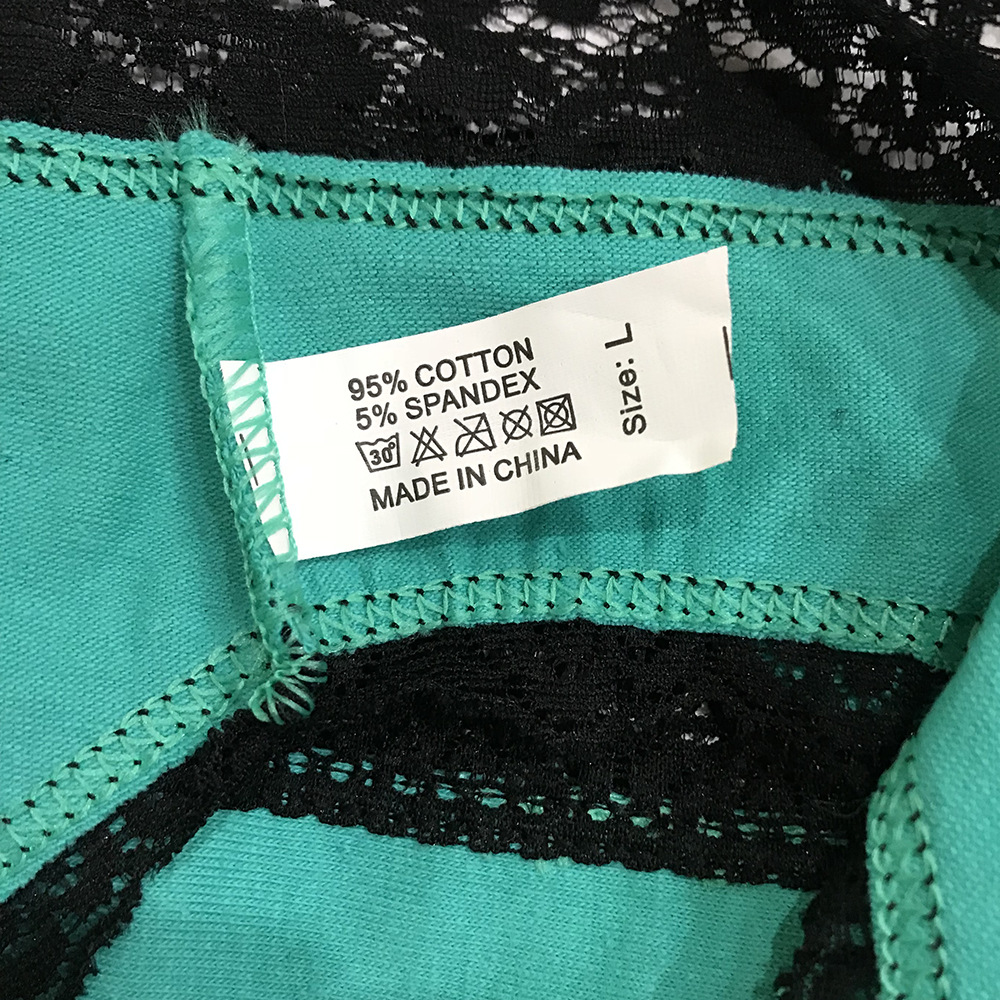 95% COTTON
5% SPANDEX
30°
MADE IN CHINA
Size: L